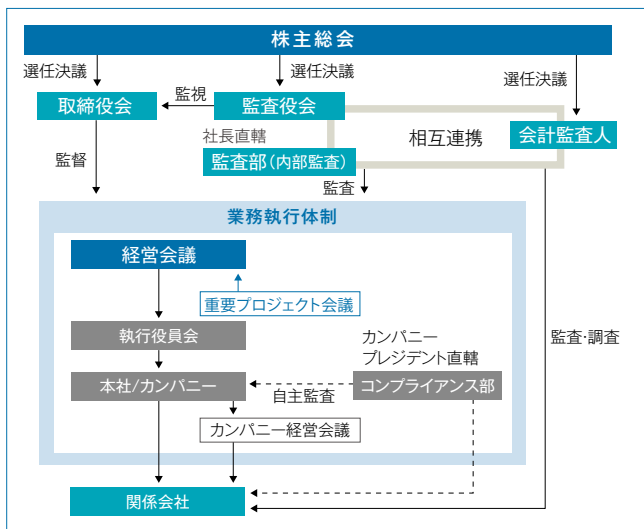 株主総会
選任決議
選任決議
選任決議
取締役会
監視
監査役会
相互連携
会計監査人
社長直轄
監査部(内部監査)
監督
監査
業務執行体制
経営会議
重要プロジェクト会議
執行役員会
カンパニー
プレジデント直轄
監査・調査
本社/カンパニー
自主監査
コンプライアンス部
カンパニー経営会議
関係会社